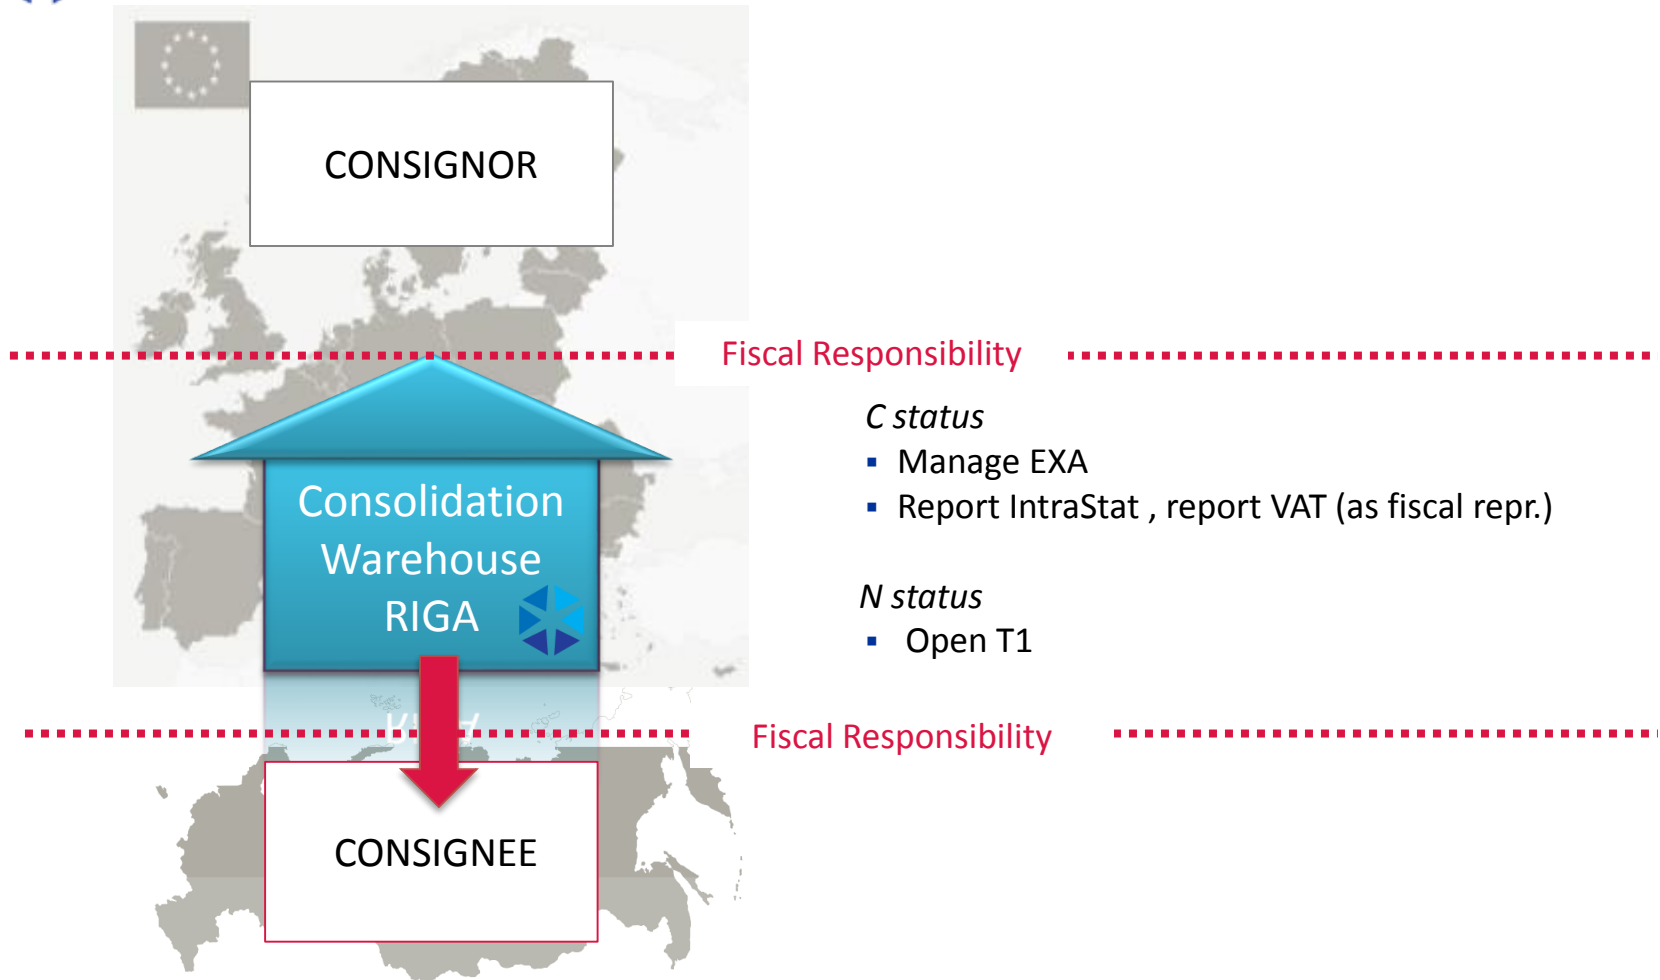 CONSIGNOR
Fiscal Responsibility
C status
▪ Manage EXA
▪ Report IntraStat , report VAT (as fiscal repr.)
Consolidation
Warehouse
RIGA
N status
▪ Open T1
Fiscal Responsibility
CONSIGNEE